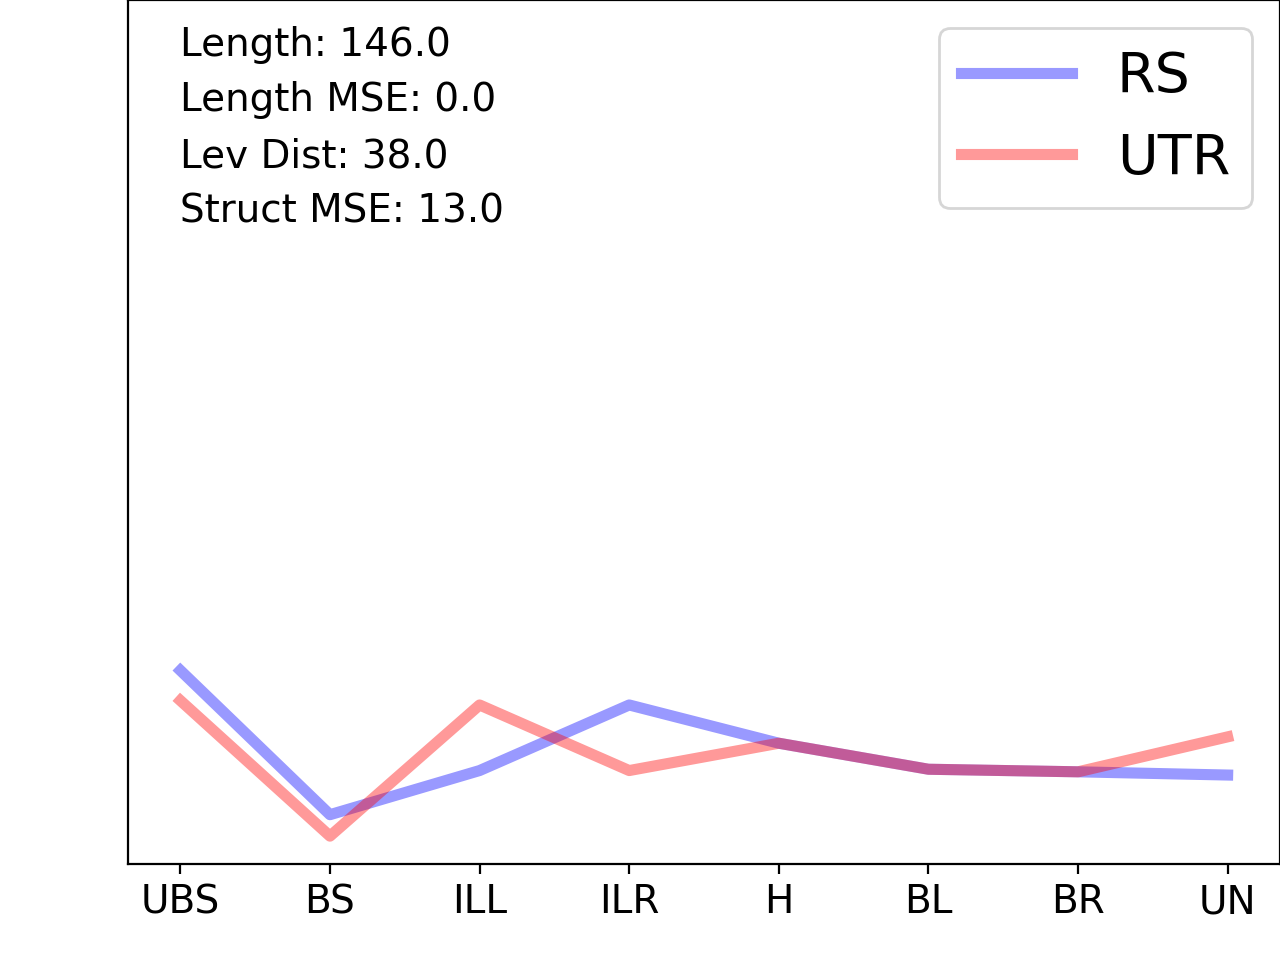 Length: 146.0
Length MSE: 0.0
Lev Dist: 38.0
Struct MSE: 13.0
RS
UTR
UBS BS ILL ILR H BL BR UN